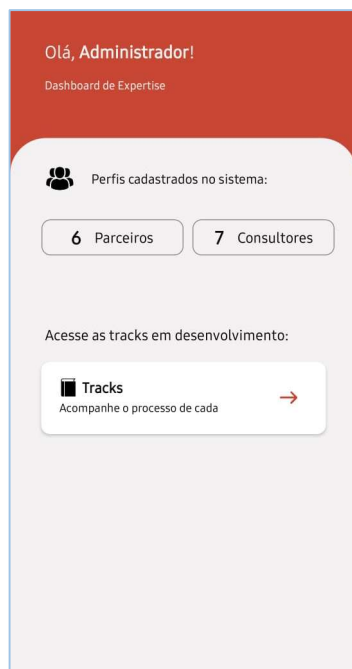 Olá, Administrador!
Dashboard de Expertise
Perfis cadastrados no sistema:
6 Parceiros
7 Consultores
Acesse as tracks em desenvolvimento:
Tracks
Acompanhe o processo de cada